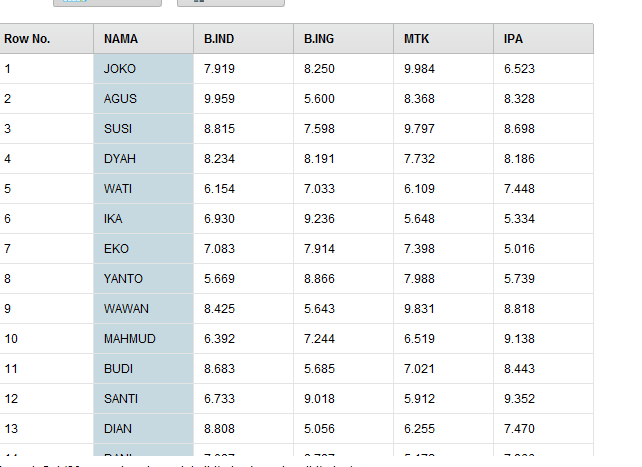 Row No. NAMA B.IND B.ING MTK IPA
1 JOKO 7.919 8.250 9.984 6.523
2 AGUS 9.959 5.600 8.368 8.328
3 SUSI 8.815 7.598 9.797 8.698
4 DYAH 8.234 8.191 7.732 8.186
5 WATI 6.154 7.033 6.109 7.448
6 IKA 6.930 9.236 5.648 5.334
7 EKO 7.083 7.914 7.398 5.016
8 YANTO 5.669 8.866 7.988 5.739
9 WAWAN 8.425 5.643 9.831 8.818
10 MAHMUD 6.392 7.244 6.519 9.138
11 BUDI 8.683 5.685 7.021 8.443
12 SANTI 6.733 9.018 5.912 9.352
13 DIAN 8.808 5.056 6.255 7.470